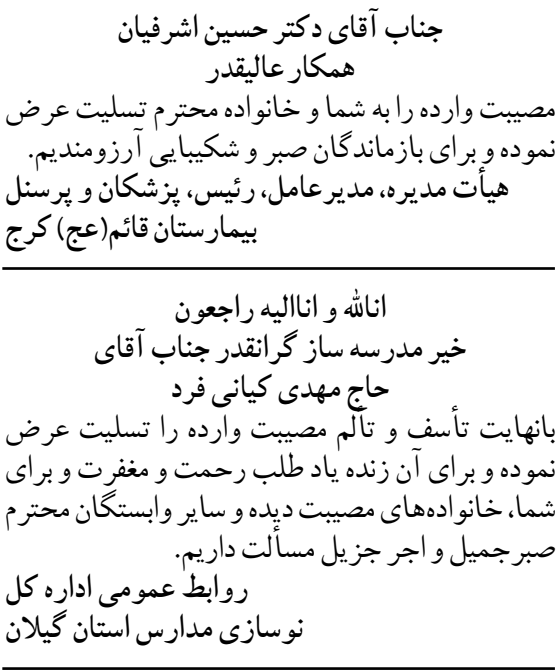 جناب آقای دکتر حسین اشرفیان
همکار عالیقدر
مصیبت وارده را به شما و خانواده محترم تسلیت عرض
نموده و برای بازماندگان صبر و شکیبایی آرزومندیم.
هیأت مدیره، مدیرعامل، رئیس، پزشکان و پرسنل
بیمارستان قائم(عج) کرج
انالله و اناالیه راجعون
خیر مدرسه ساز گرانقدر جناب آقای
حاج مهدی کیانی فرد
بانهایت تأسف و تألم مصیبت وارده را تسلیت عرض
نموده و برای آن زنده یاد طلب رحمت و مغفرت و برای
شما، خانواده‌های مصیبت دیده و سایر وابستگان محترم
صبرجمیل و اجر جزیل مسألت داریم.
روابط عمومی اداره کل
نوسازی مدارس استان گیلان